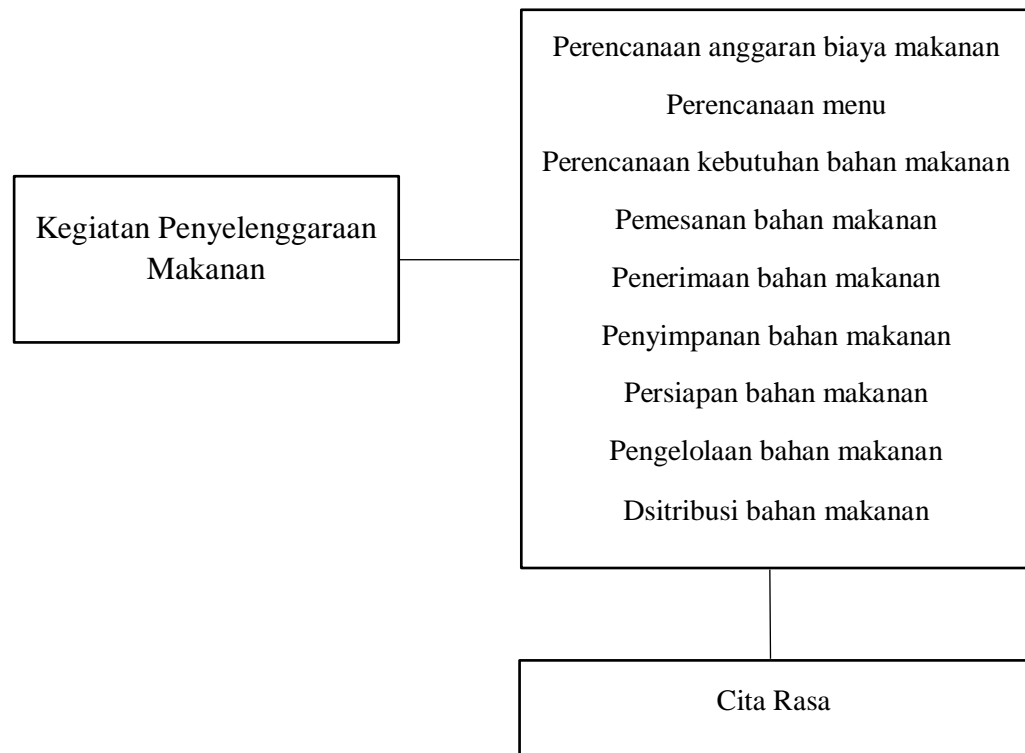 Kegiatan Penyelenggaraan
Makanan
Perencanaan anggaran biaya makanan
Perencanaan menu
Perencanaan kebutuhan bahan makanan
Pemesanan bahan makanan
Penerimaan bahan makanan
Penyimpanan bahan makanan
Persiapan bahan makanan
Pengelolaan bahan makanan
Dsitribusi bahan makanan
Cita Rasa